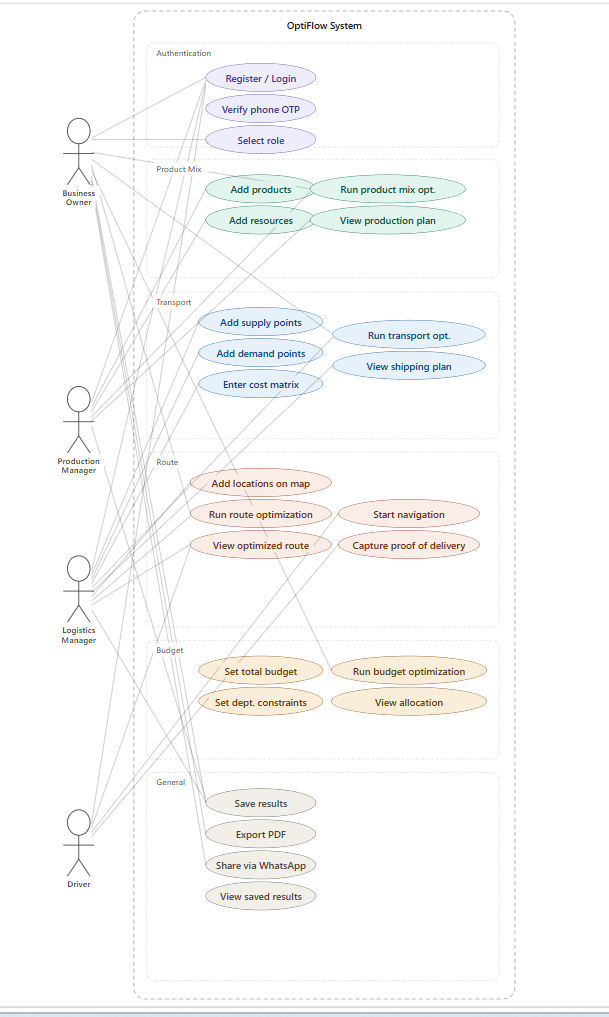 OptiFlow System
Authentication
Register / Login
Verify phone OTP
Select role
Business
Owner
Product Mix
Add products
Run product mix opt.
Add resources
View production plan
Transport
Add supply points
Run transport opt.
Add demand points
View shipping plan
Enter cost matrix
Production
Manager
Route
Add locations on map
Run route optimization
Start navigation
View optimized route
Capture proof of delivery
Logistics
Manager
Budget
Set total budget
Run budget optimization
Set dept. constraints
View allocation
General
Save results
Export PDF
Share via WhatsApp
View saved results
Driver